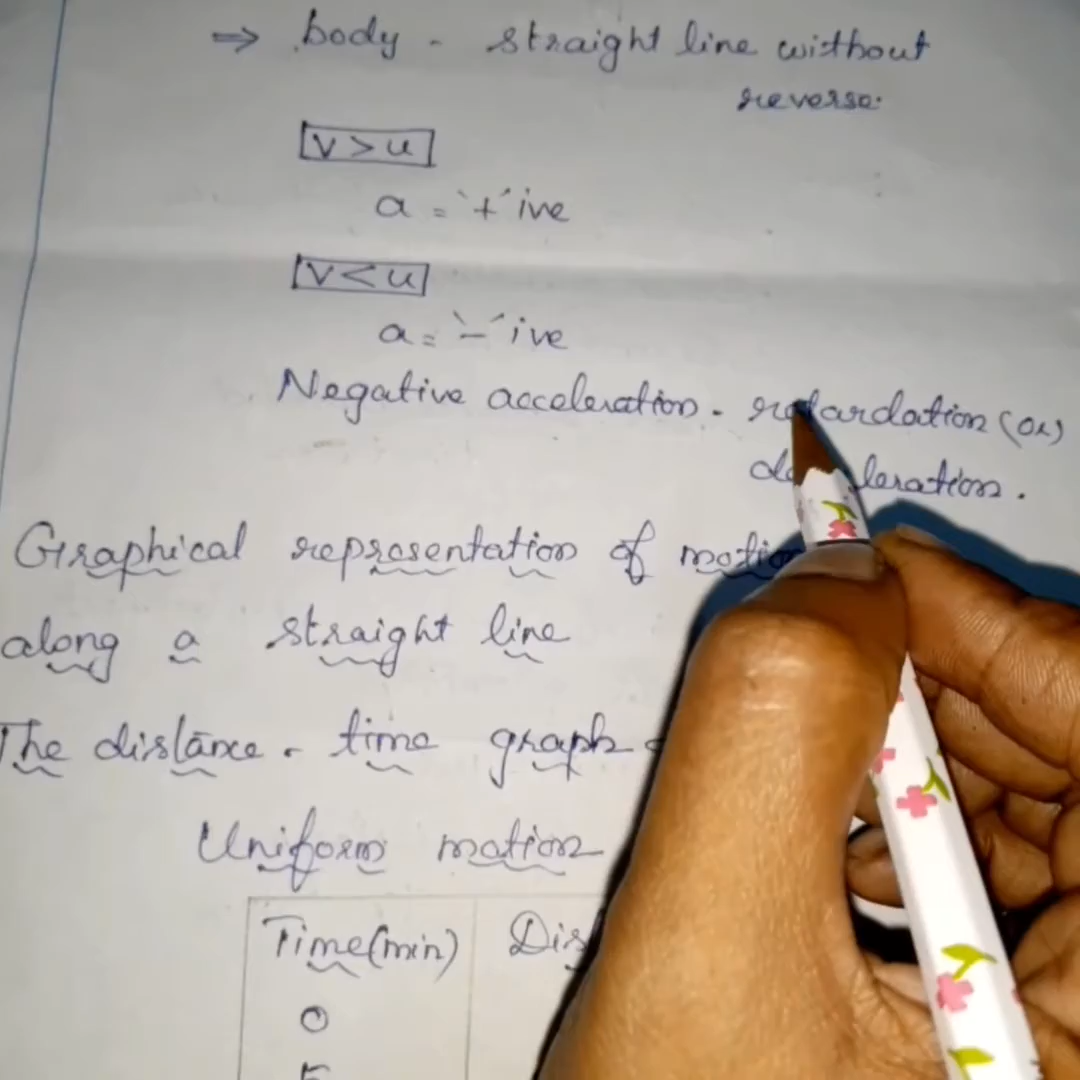 ⇒ body - straight line without
reverse.
v > u
a = '+'ive
v < u
a = '-'ive
Negative acceleration - retardation (or)
Graphical representation of motion
along a straight line
The distance - time graph
Uniform motion
Time(min)
0